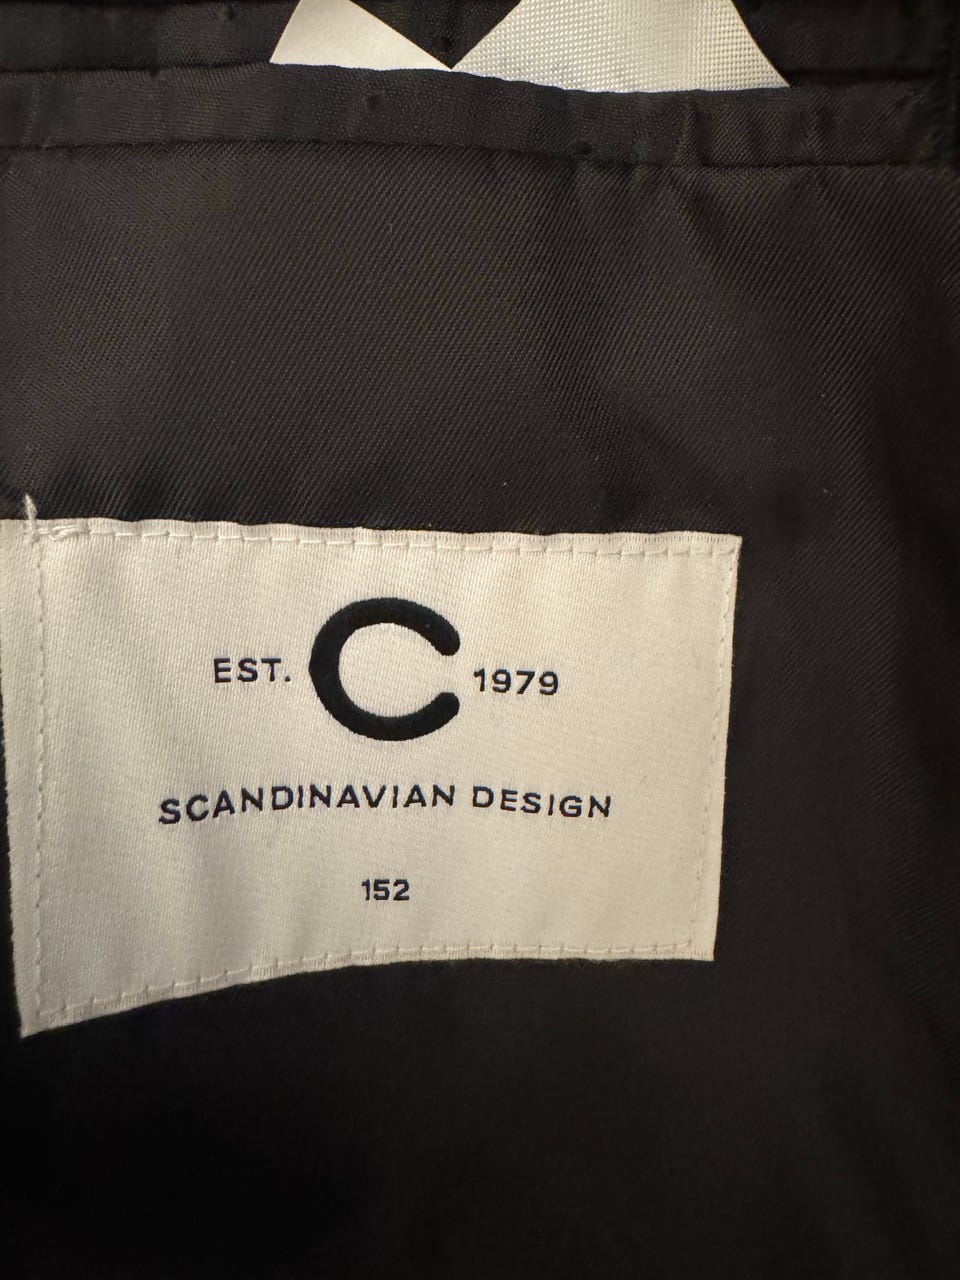 EST. C 1979
SCANDINAVIAN DESIGN
152